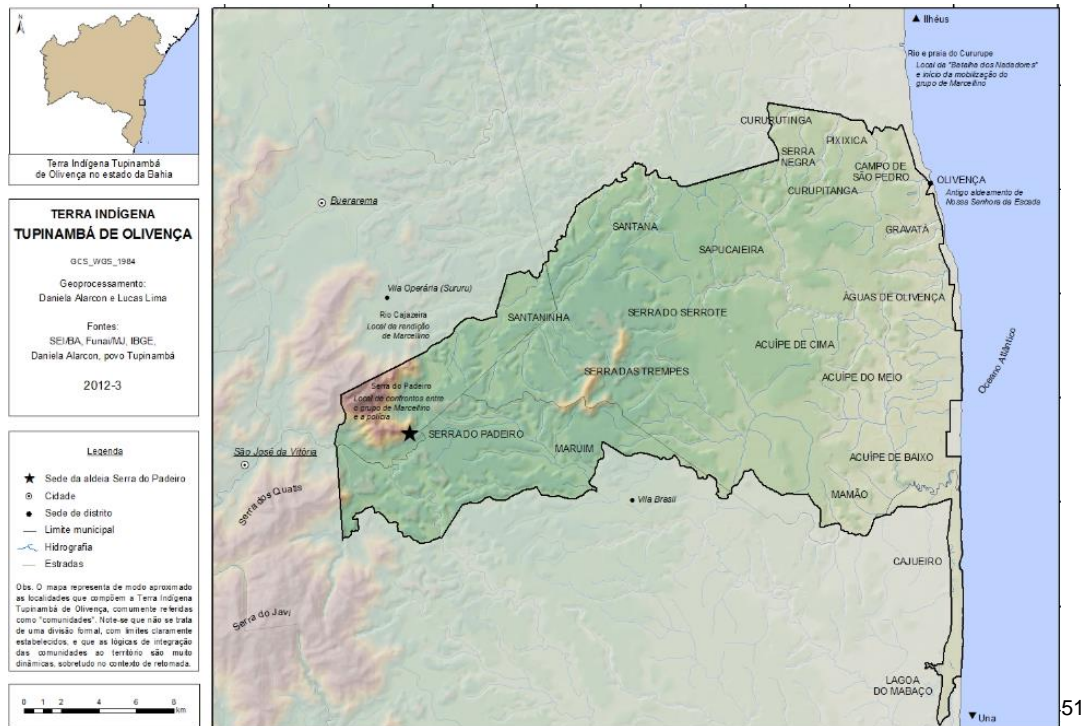 N
Terra Indígena Tupinambá
de Olivença no estado da Bahia
TERRA INDÍGENA
TUPINAMBÁ DE OLIVENÇA
GCS_WGS_1984
Geoprocessamento:
Daniela Alarcon e Lucas Lima
Fontes:
SEI/BA, Funai/MJ, IBGE,
Daniela Alarcon, povo Tupinambá
2012-3
Legenda
Sede da aldeia Serra do Padeiro
Cidade
Sede de distrito
Limite municipal
Hidrografia
Estradas
Obs. O mapa representa de modo aproximado
as localidades que compõem a Terra Indígena
Tupinambá de Olivença, comumente referidas
como "comunidades". Note-se que não se trata
de uma divisão formal, com limites claramente
estabelecidos, e que as lógicas de integração
das comunidades ao território são muito
dinâmicas, sobretudo no contexto de retomada.
0 1 2 4 6 8
km
Ilhéus
Rio e praia do Cururupe
Local da "Batalha dos Nadadores"
e início da mobilização do
grupo de Marcellino
CURURUTINGA
PIXIXICA
SERRA
NEGRA
CAMPO DE
SÃO PEDRO
CURUPITANGA
OLIVENÇA
Antigo aldeamento de
Nossa Senhora da Escada
Buerarema
SANTANA
GRAVATÁ
SAPUCAIEIRA
Vila Operária (Sururu)
ÁGUAS DE OLIVENÇA
Rio Cajazeira
Local da rendição
de Marcellino
SANTANINHA
SERRA DO SERROTE
Oceano Atlântico
ACUÍPE DE CIMA
SERRA DAS TREMPES
ACUÍPE DO MEIO
Serra do Padeiro
Local de confrontos entre
o grupo de Marcellino
e a polícia
SERRA DO PADEIRO
São José da Vitória
MARUIM
ACUÍPE DE BAIXO
Serra dos Quatis
MAMÃO
Vila Brasil
CAJUEIRO
Serra do Javi
LAGOA
DO MABAÇO
Una
51